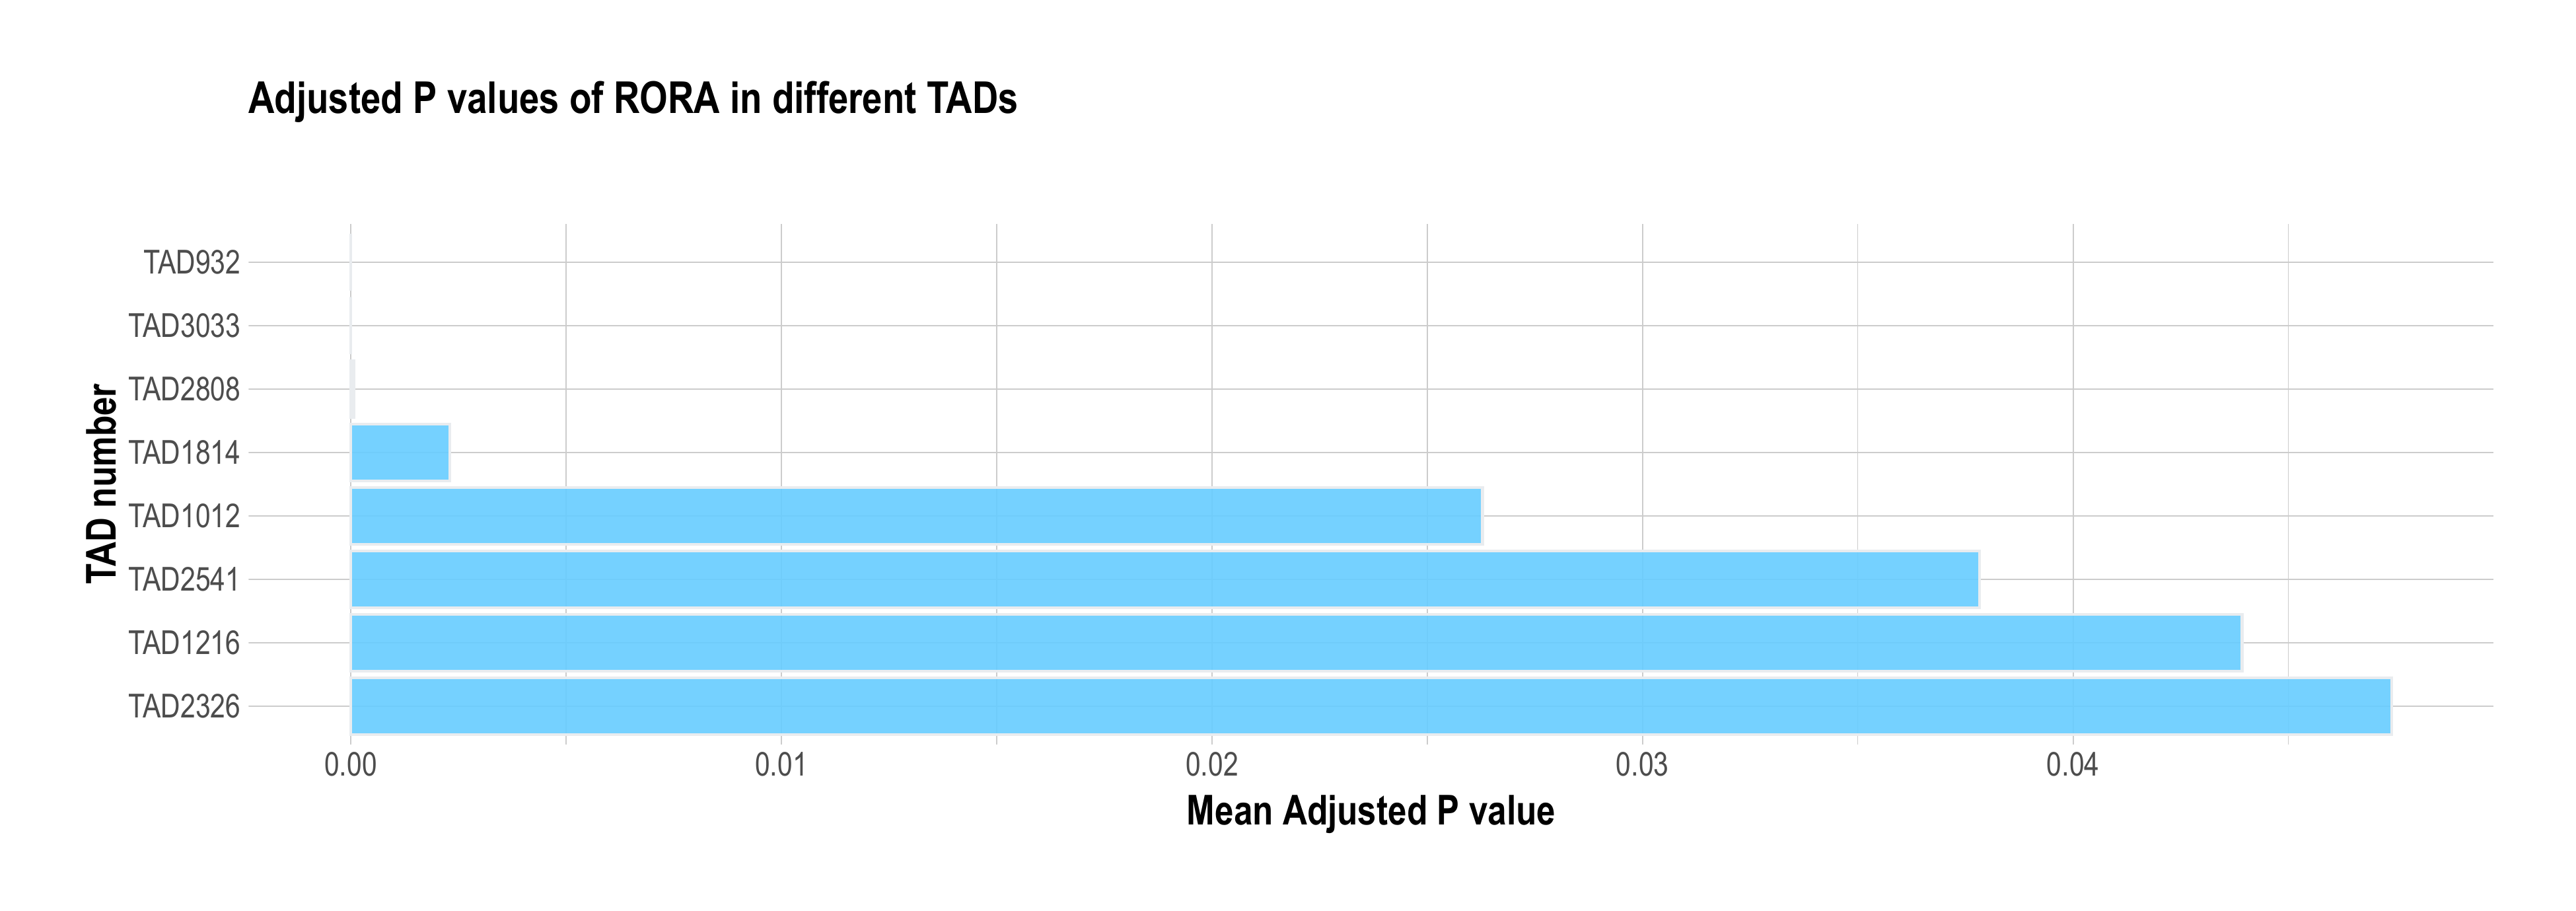 Adjusted P values of RORA in different TADs
TAD number
TAD932
TAD3033
TAD2808
TAD1814
TAD1012
TAD2541
TAD1216
TAD2326
0.00 0.01 0.02 0.03 0.04
Mean Adjusted P value